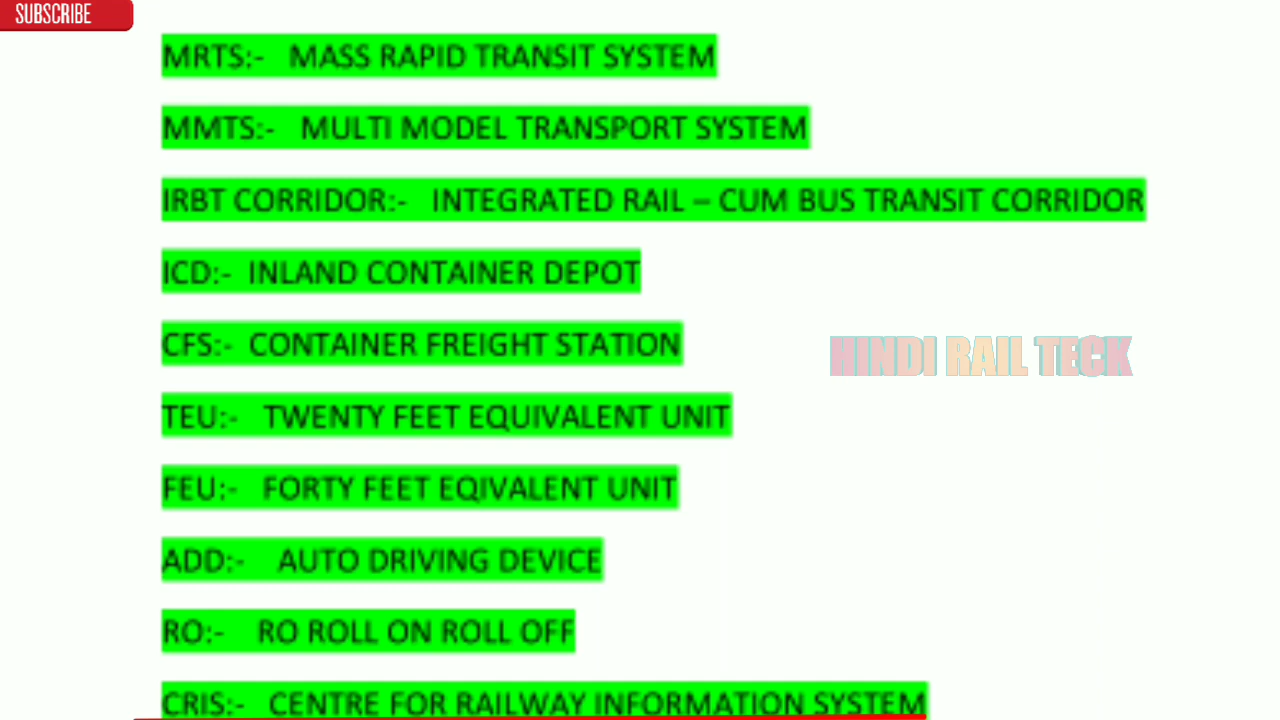 SUBSCRIBE
MRTS:- MASS RAPID TRANSIT SYSTEM
MMTS:- MULTI MODEL TRANSPORT SYSTEM
IRBT CORRIDOR:- INTEGRATED RAIL – CUM BUS TRANSIT CORRIDOR
ICD:- INLAND CONTAINER DEPOT
CFS:- CONTAINER FREIGHT STATION
HINDI RAIL TECK
TEU:- TWENTY FEET EQUIVALENT UNIT
FEU:- FORTY FEET EQIVALENT UNIT
ADD:- AUTO DRIVING DEVICE
RO:- RO ROLL ON ROLL OFF
CRIS:- CENTRE FOR RAILWAY INFORMATION SYSTEM